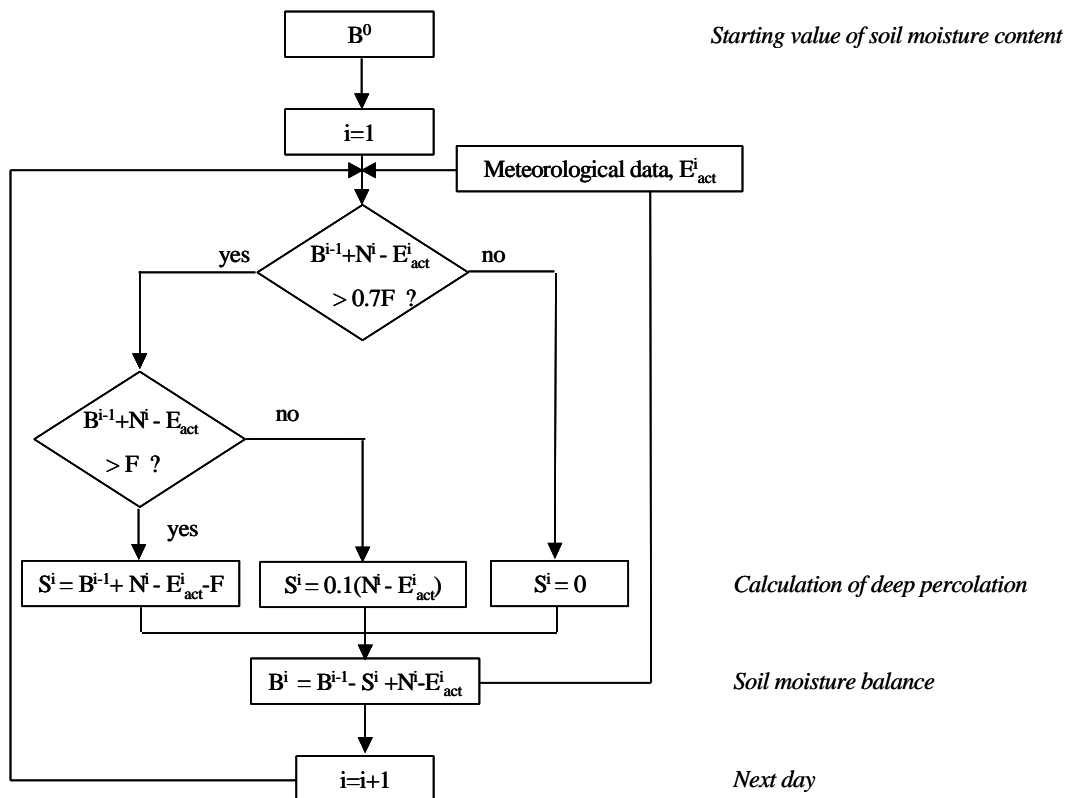 B⁰
Starting value of soil moisture content
i=1
Meteorological data, Eⁱact
yes
Bⁱ⁻¹+Nⁱ - Eⁱact
> 0.7F ?
no
Bⁱ⁻¹+Nⁱ - Eact
> F ?
no
yes
Sⁱ = Bⁱ⁻¹+ Nⁱ - Eⁱact-F
Sⁱ = 0.1(Nⁱ - Eⁱact)
Sⁱ = 0
Calculation of deep percolation
Bⁱ = Bⁱ⁻¹- Sⁱ +Nⁱ-Eⁱact
Soil moisture balance
i=i+1
Next day